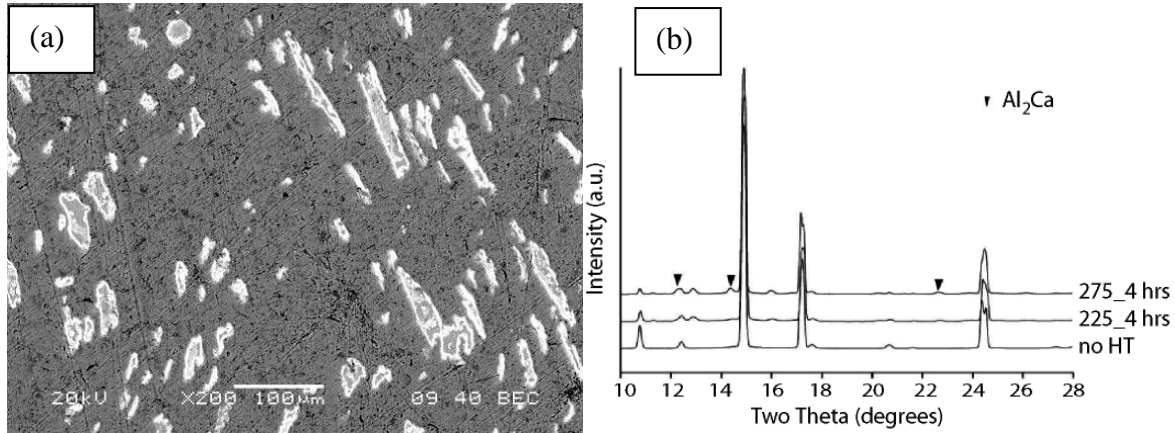 (a)
20kV X200 100µm 09 40 BEC
(b)
Al₂Ca
Intensity (a.u.)
275_4 hrs
225_4 hrs
no HT
10 12 14 16 18 20 22 24 26 28
Two Theta (degrees)